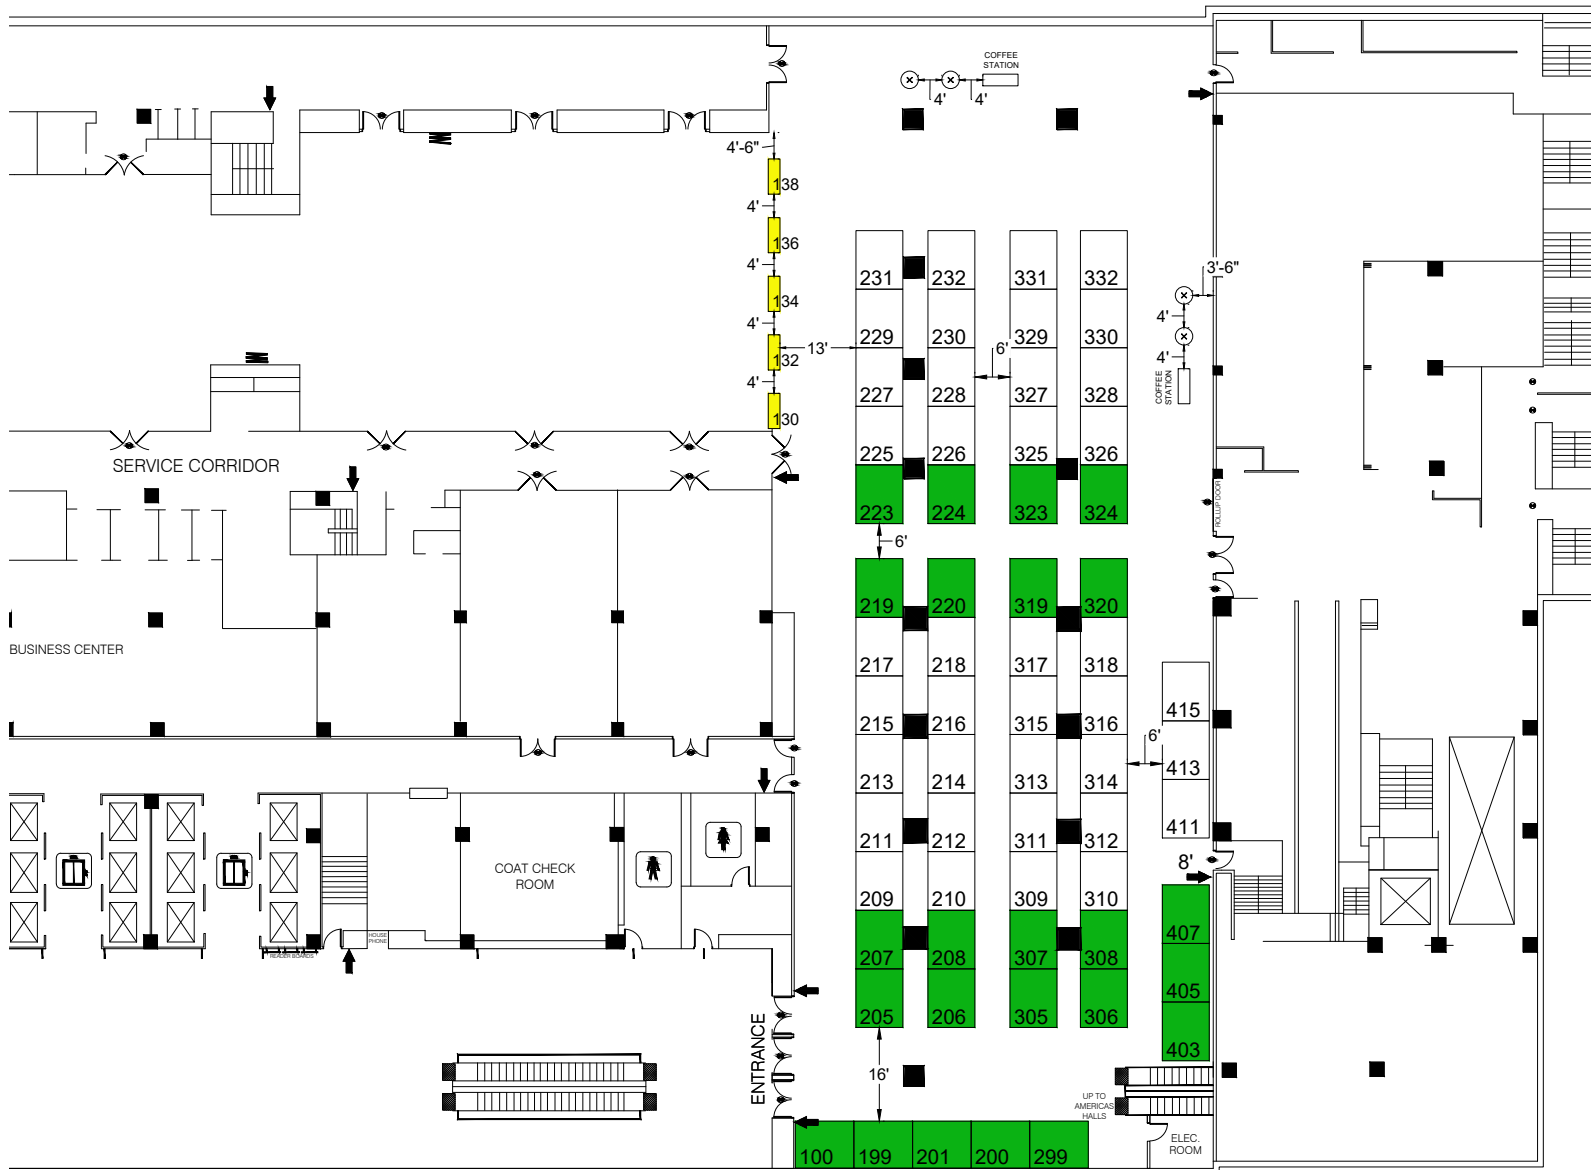 COFFEE
STATION
4' 4'
4'-6"
138
4'
136
4'
134
4'
132
4'
130
13'
231 232 331 332
229 230 329 330
6'
227 228 327 328
225 226 325 326
223 224 323 324
3'-6"
4'
4'
COFFEE
STATION
SERVICE CORRIDOR
ROLLUP DOOR
6'
219 220 319 320
BUSINESS CENTER
217 218 317 318
215 216 315 316
415
6'
213 214 313 314
413
211 212 311 312
411
8'
COAT CHECK
ROOM
209 210 309 310
207 208 307 308
407
HOUSE
PHONE
READER BOARDS
205 206 305 306
405
403
ENTRANCE
16'
UP TO
AMERICAS
HALLS
ELEC.
ROOM
100 199 201 200 299